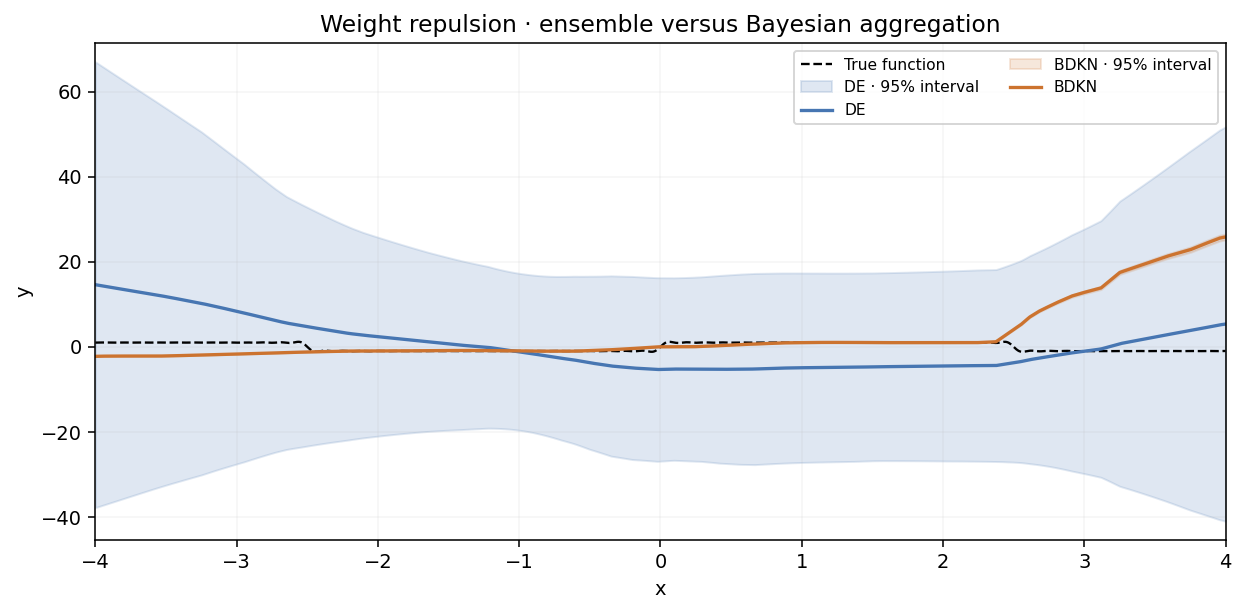 Weight repulsion · ensemble versus Bayesian aggregation
True function
DE · 95% interval
DE
BDKN · 95% interval
BDKN
y
60
40
20
0
−20
−40
−4
−3
−2
−1
0
1
2
3
4
x